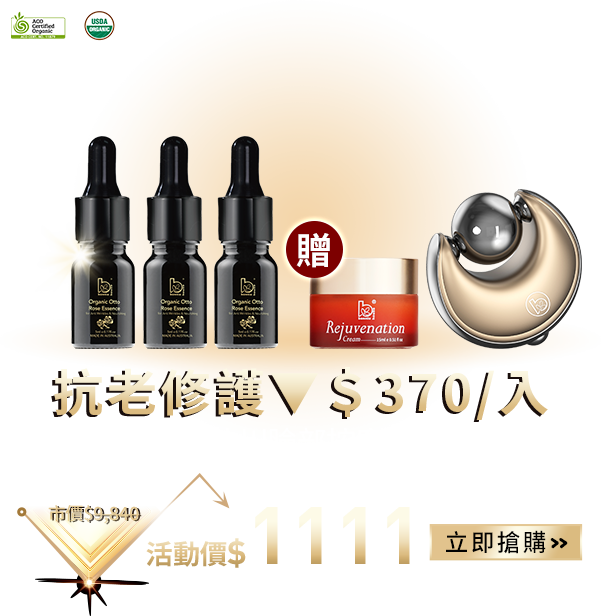 ACO
Certified
Organic
USDA
ORGANIC
Organic Otto
Rose Essence
MADE IN AUSTRALIA
Organic Otto
Rose Essence
MADE IN AUSTRALIA
Organic Otto
Rose Essence
MADE IN AUSTRALIA
贈
Rejuvenation
Cream
抗老修護▼$370/入
市價$9,840
活動價$1111
立即搶購>>